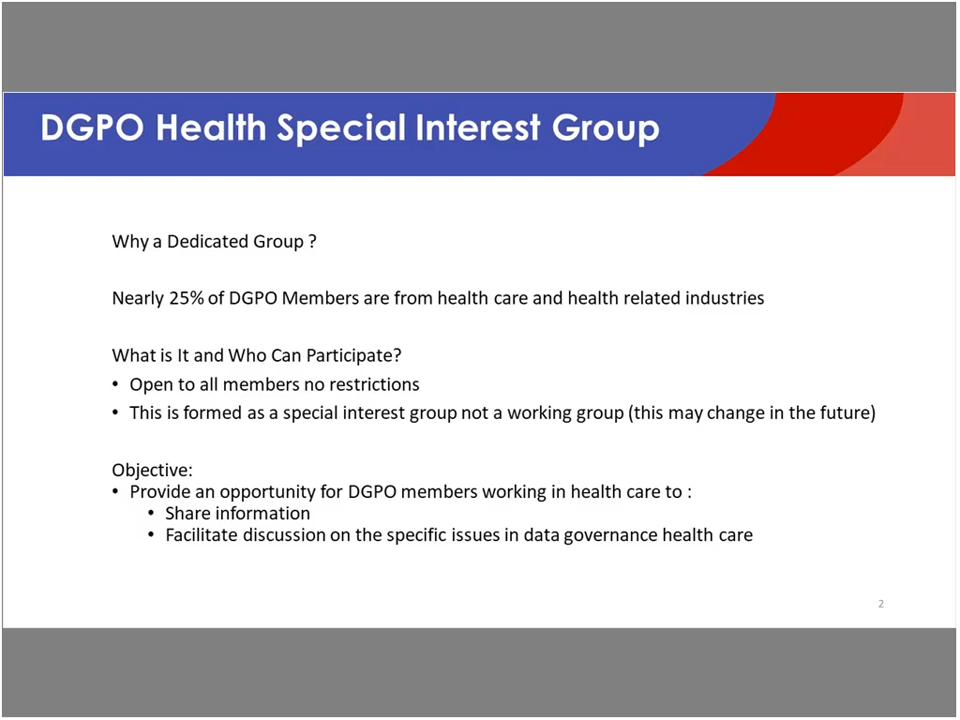 DGPO Health Special Interest Group
Why a Dedicated Group ?
Nearly 25% of DGPO Members are from health care and health related industries
What is It and Who Can Participate?
• Open to all members no restrictions
• This is formed as a special interest group not a working group (this may change in the future)
Objective:
• Provide an opportunity for DGPO members working in health care to :
• Share information
• Facilitate discussion on the specific issues in data governance health care
2